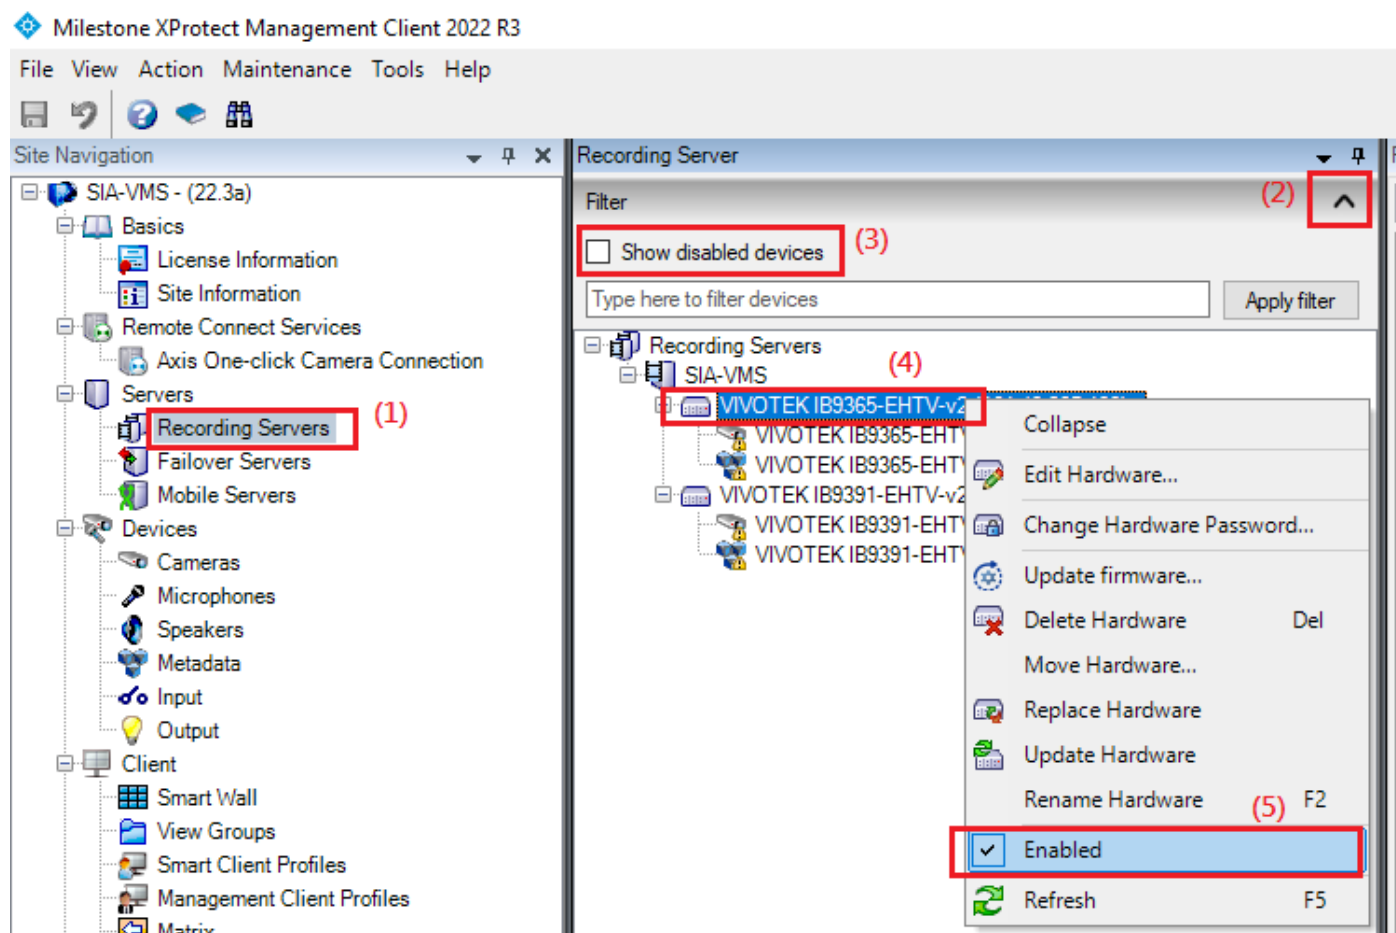 Milestone XProtect Management Client 2022 R3
File View Action Maintenance Tools Help
Site Navigation
SIA-VMS - (22.3a)
Basics
License Information
Site Information
Remote Connect Services
Axis One-click Camera Connection
Servers
Recording Servers
(1)
Failover Servers
Mobile Servers
Devices
Cameras
Microphones
Speakers
Metadata
Input
Output
Client
Smart Wall
View Groups
Smart Client Profiles
Management Client Profiles
Matrix
Recording Server
Filter
(2)
Show disabled devices
(3)
Type here to filter devices
Apply filter
Recording Servers
SIA-VMS
(4)
VIVOTEK IB9365-EHTV-v2
VIVOTEK IB9365-EHTV
VIVOTEK IB9365-EHTV
VIVOTEK IB9391-EHTV-v2
VIVOTEK IB9391-EHTV
VIVOTEK IB9391-EHTV
Collapse
Edit Hardware...
Change Hardware Password...
Update firmware...
Delete Hardware Del
Move Hardware...
Replace Hardware
Update Hardware
Rename Hardware F2
(5)
Enabled
Refresh F5